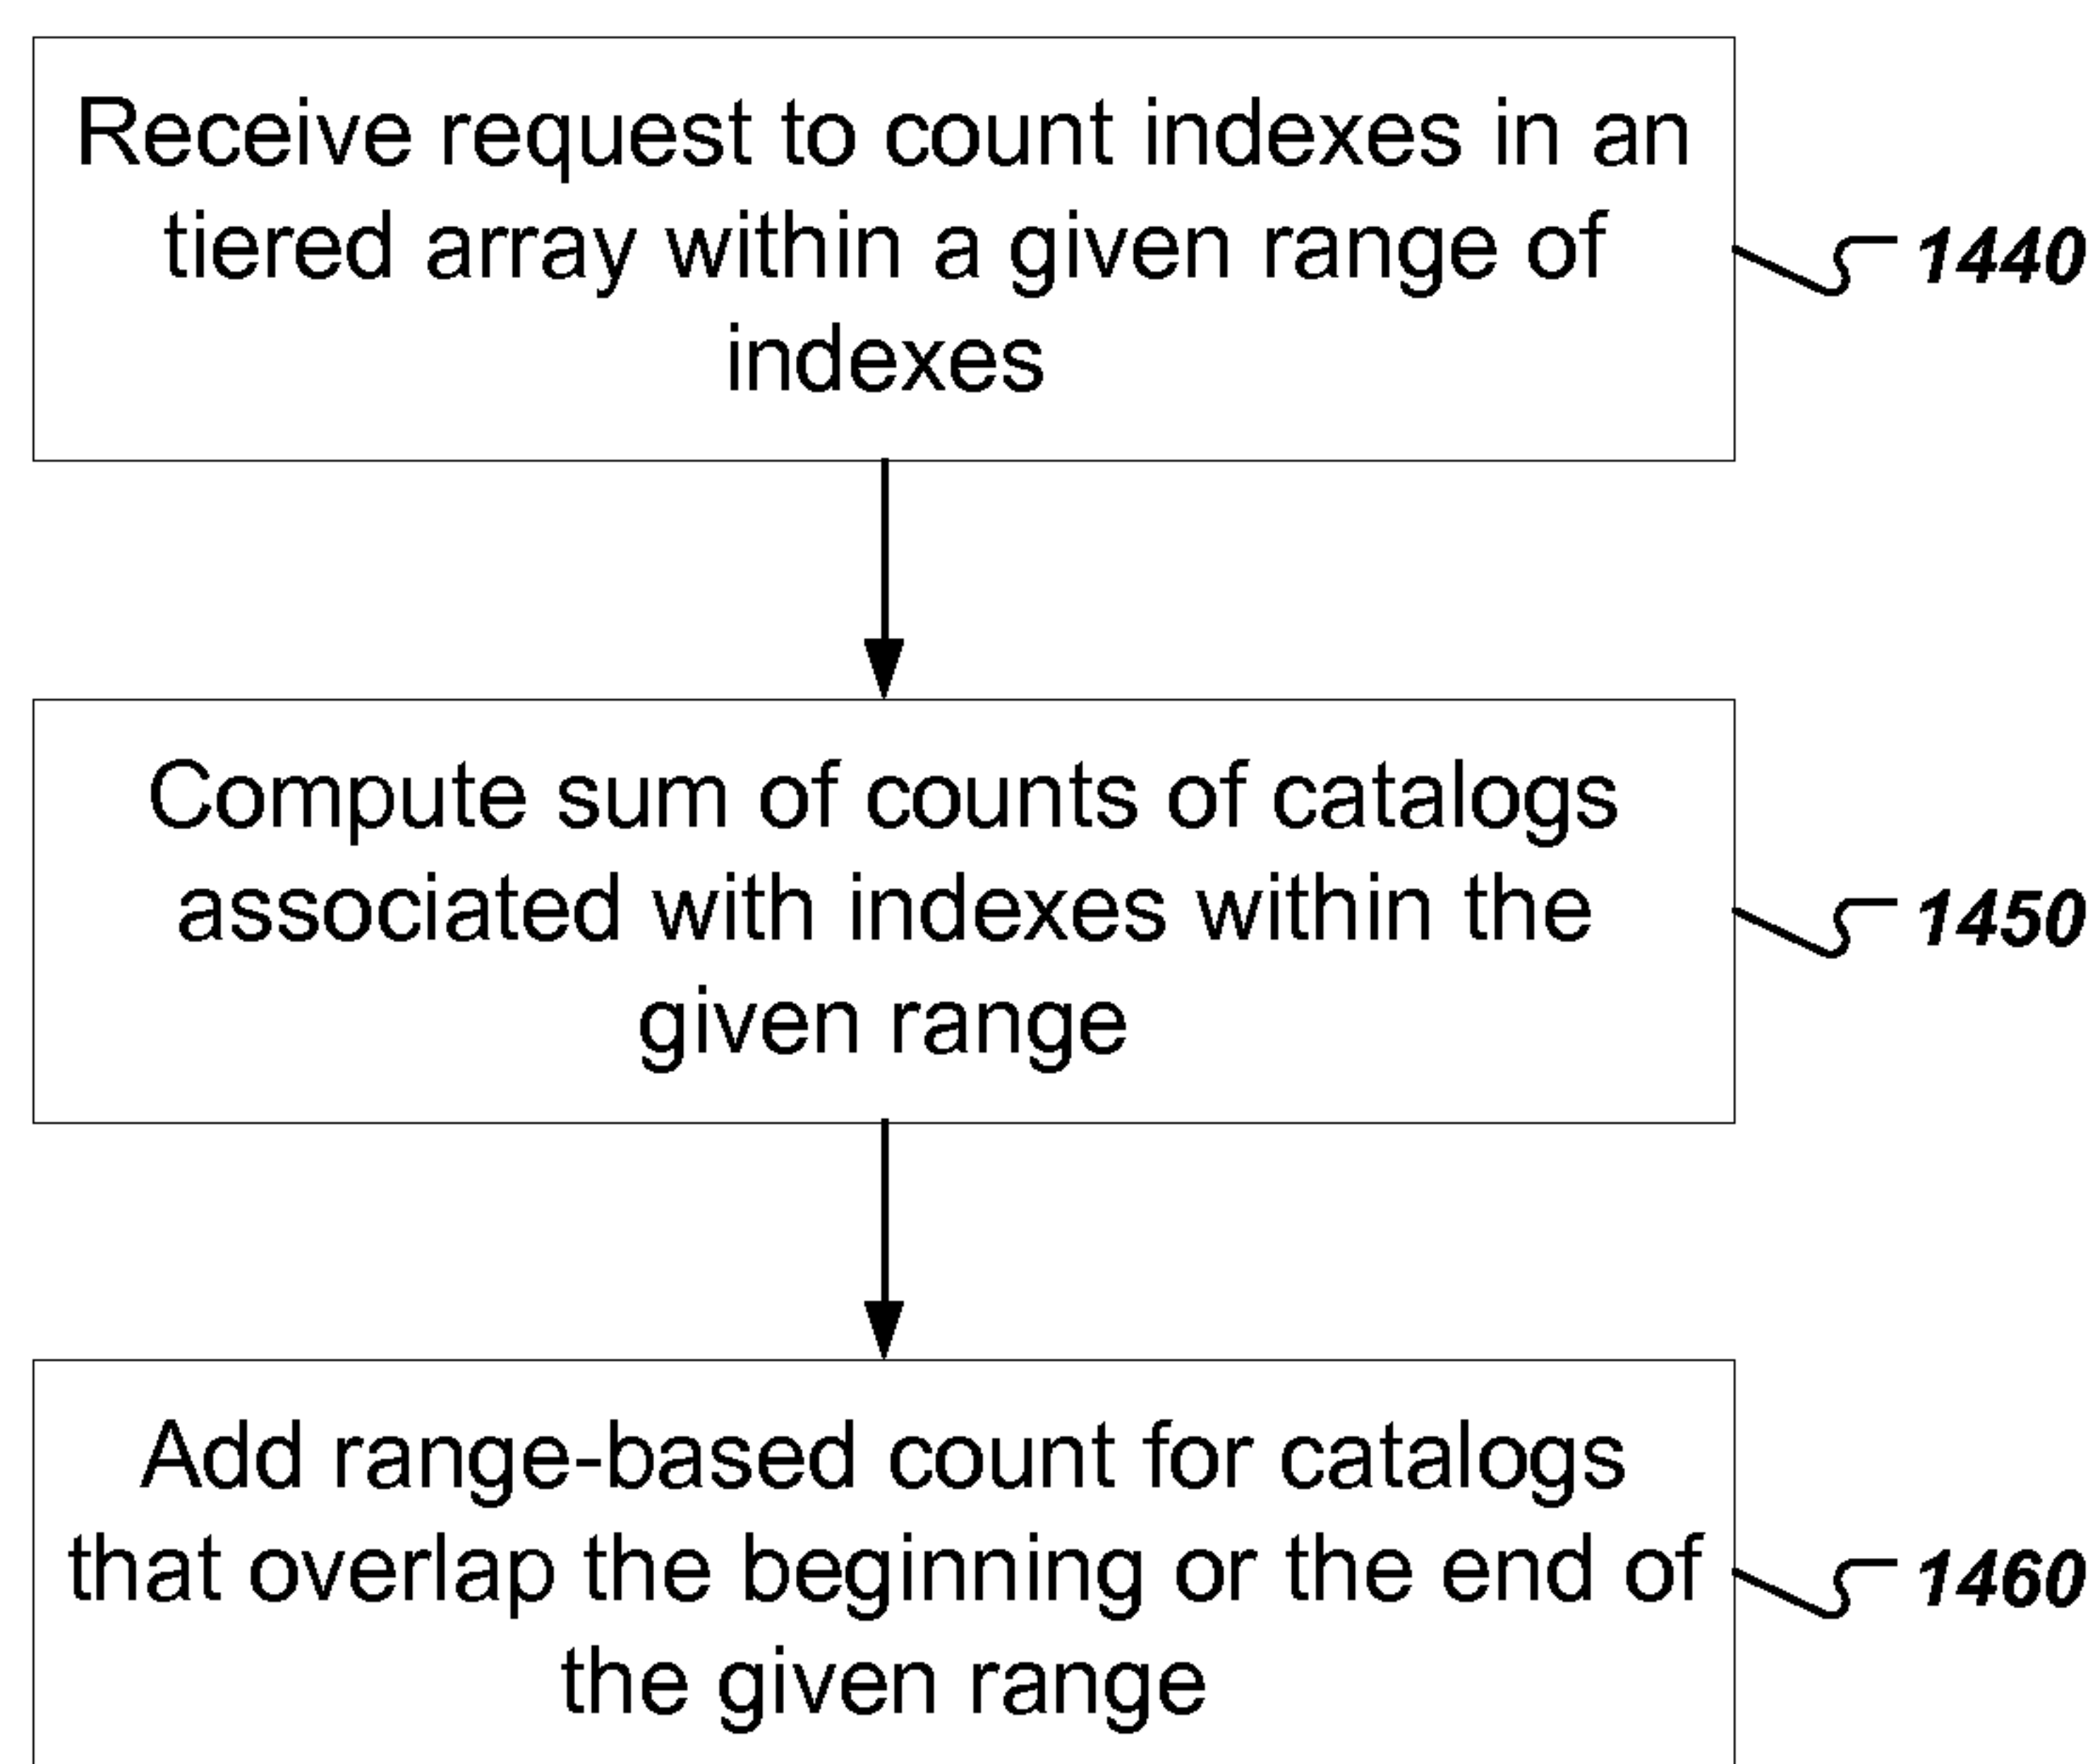 Receive request to count indexes in an
tiered array within a given range of
indexes
1440
Compute sum of counts of catalogs
associated with indexes within the
given range
1450
Add range-based count for catalogs
that overlap the beginning or the end of
the given range
1460